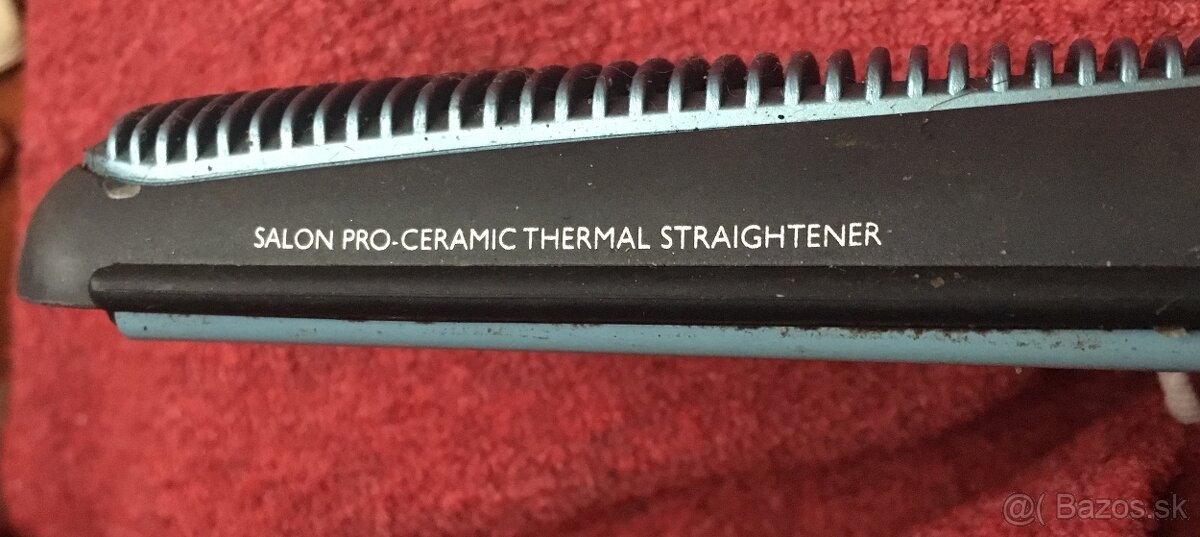 SALON PRO-CERAMIC THERMAL STRAIGHTENER
@( Bazos.sk